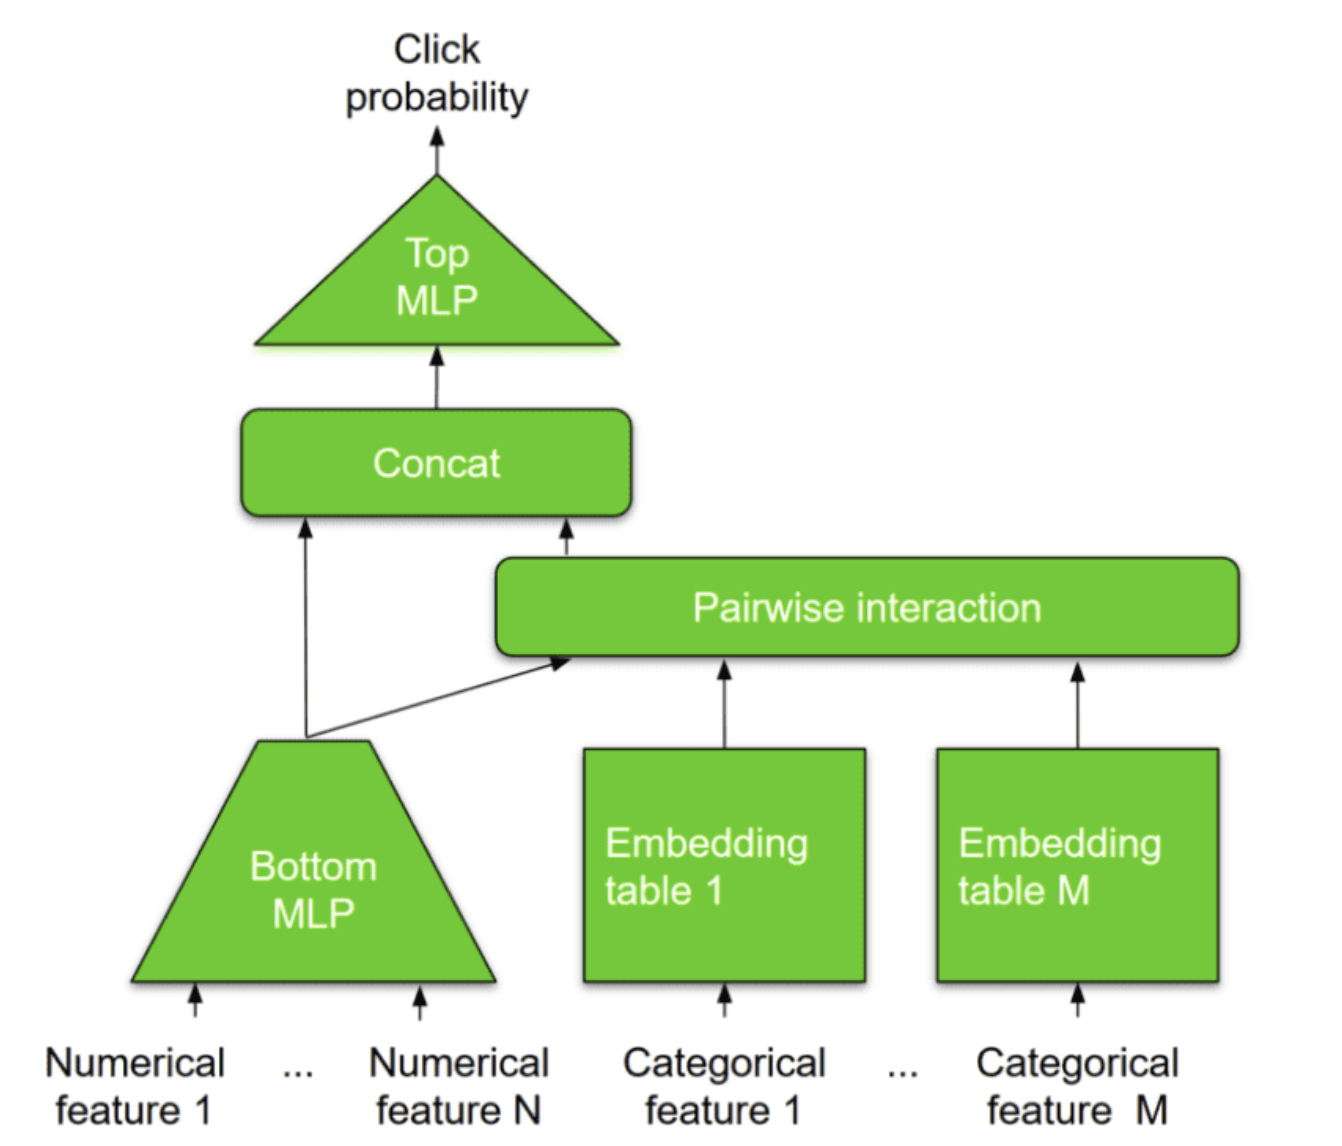 Click
probability
Top
MLP
Concat
Pairwise interaction
Bottom
MLP
Embedding
table 1
Embedding
table M
Numerical
feature 1
...
Numerical
feature N
Categorical
feature 1
...
Categorical
feature M